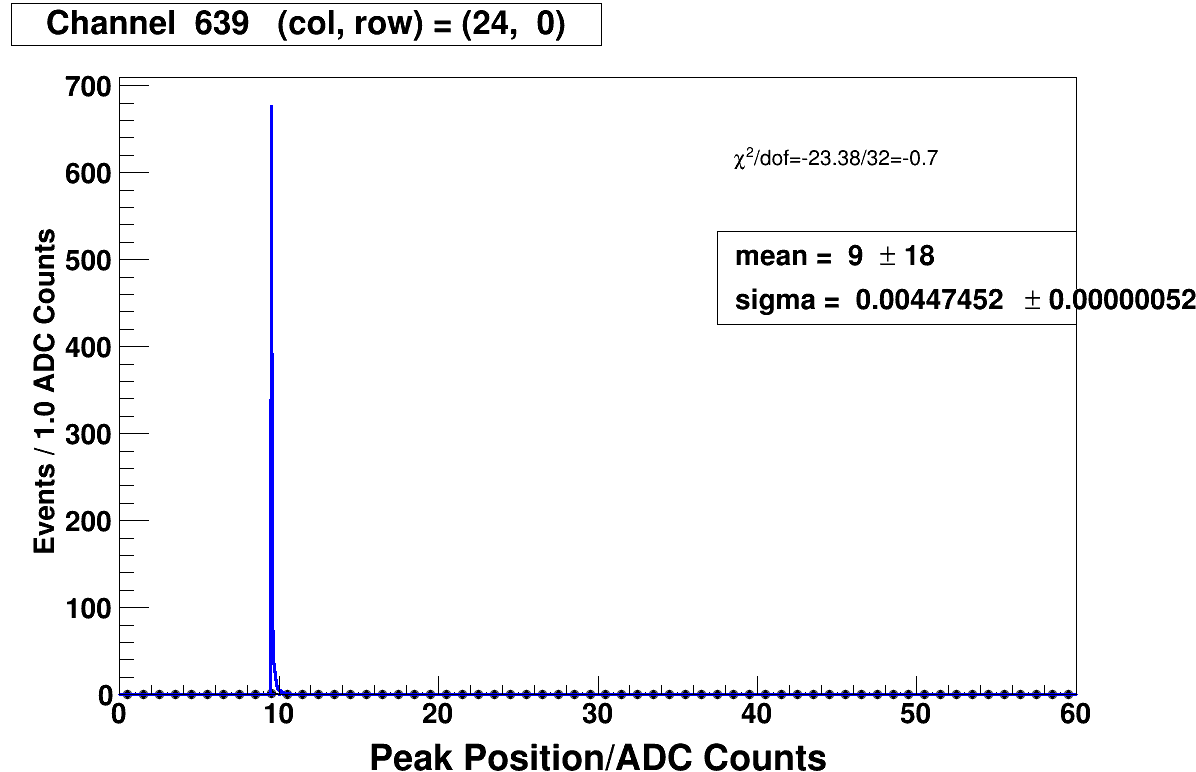 Channel 639 (col, row) = (24, 0)
700
600
500
400
300
200
100
0
Events / 1.0 ADC Counts
χ²/dof=-23.38/32=-0.7
mean = 9 ± 18
sigma = 0.00447452 ± 0.00000052
0 10 20 30 40 50 60
Peak Position/ADC Counts